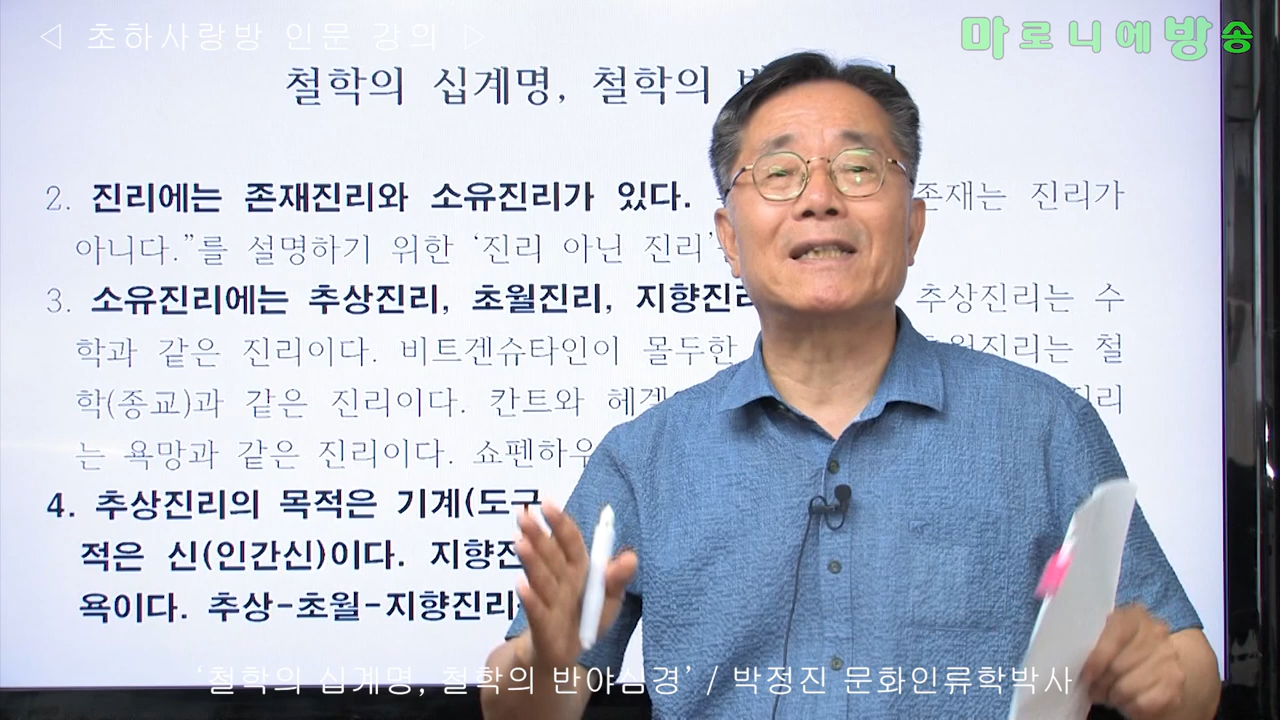 ◁ 초하사랑방 인문 강의 ▷
마로니에방송
철학의 십계명, 철학의
2. 진리에는 존재진리와 소유진리가 있다. 존재는 진리가
아니다.”를 설명하기 위한 ‘진리 아닌 진리’
3. 소유진리에는 추상진리, 초월진리, 지향진리 추상진리는 수
학과 같은 진리이다. 비트겐슈타인이 몰두한 초월진리는 철
학(종교)과 같은 진리이다. 칸트와 진리
는 욕망과 같은 진리이다.
4. 추상진리의 목적은 기계(도구
적은 신(인간신)이다.
욕이다. 추상-초월-지향진리
‘철학의 십계명, 철학의 반야심경’ / 박정진 문화인류학박사